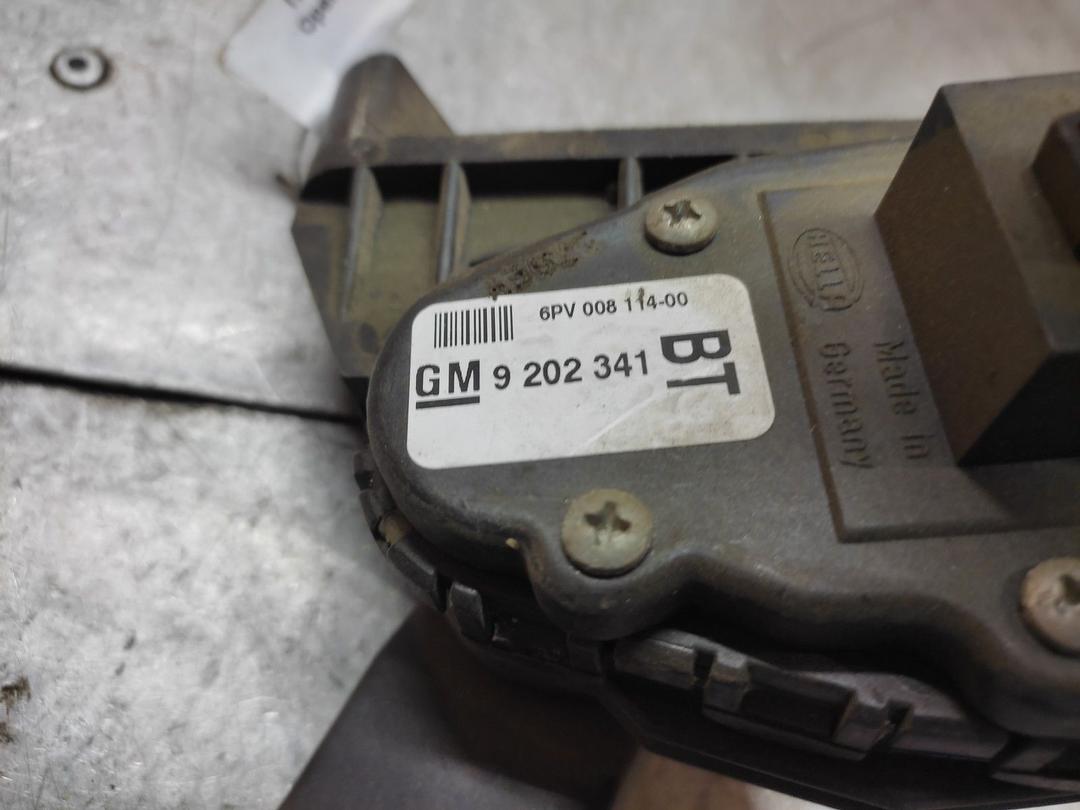 6PV 008 114-00
GM 9 202 341
BT
Hella
Made in
Germany